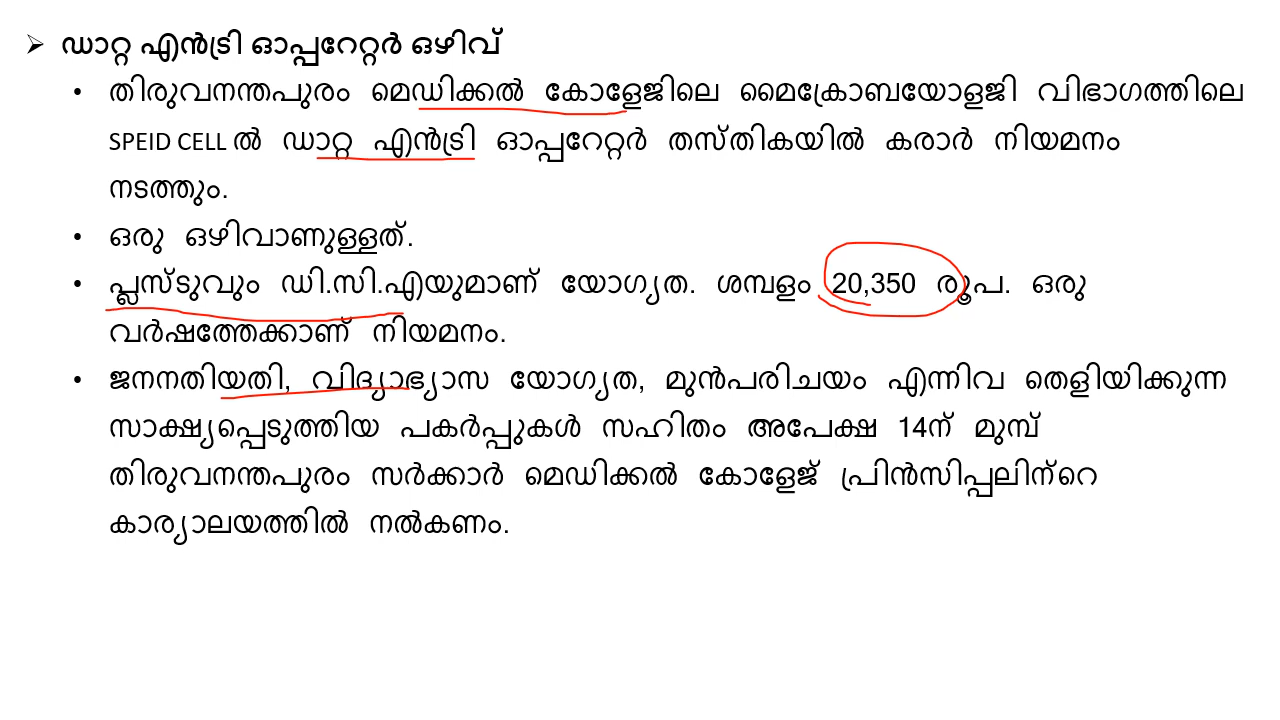 ➢ ഡാറ്റ എൻട്രി ഓപ്പറേറ്റർ ഒഴിവ്
• തിരുവനന്തപുരം മെഡിക്കൽ കോളേജിലെ മൈക്രോബയോളജി വിഭാഗത്തിലെ
SPEID CELL ൽ ഡാറ്റ എൻട്രി ഓപ്പറേറ്റർ തസ്തികയിൽ കരാർ നിയമനം
നടത്തും.
• ഒരു ഒഴിവാണുള്ളത്.
• പ്ലസ്ടുവും ഡി.സി.എയുമാണ് യോഗ്യത. ശമ്പളം 20,350 രൂപ. ഒരു
വർഷത്തേക്കാണ് നിയമനം.
• ജനനതിയതി, വിദ്യാഭ്യാസ യോഗ്യത, മുൻപരിചയം എന്നിവ തെളിയിക്കുന്ന
സാക്ഷ്യപ്പെടുത്തിയ പകർപ്പുകൾ സഹിതം അപേക്ഷ 14ന് മുമ്പ്
തിരുവനന്തപുരം സർക്കാർ മെഡിക്കൽ കോളേജ് പ്രിൻസിപ്പലിന്റെ
കാര്യാലയത്തിൽ നൽകണം.